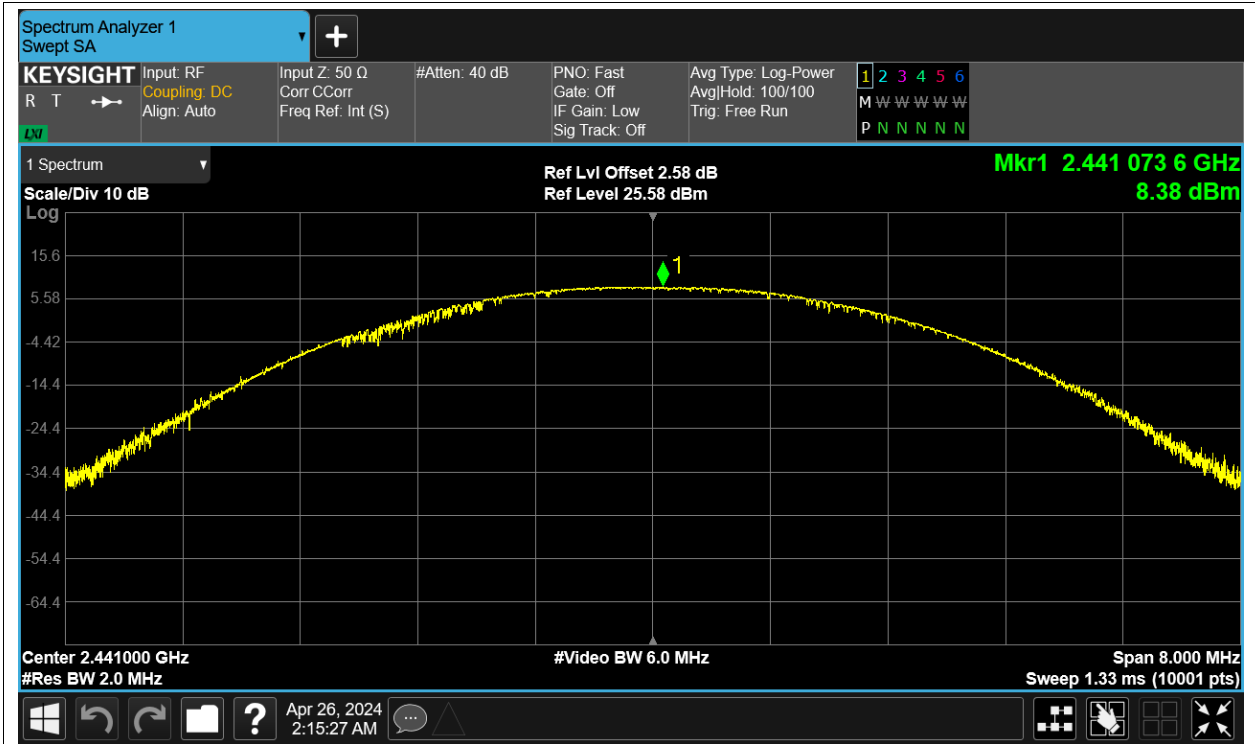 Spectrum Analyzer 1
Swept SA
KEYSIGHT
R T
LXI
Input: RF
Coupling: DC
Align: Auto
Input Z: 50 Ω
Corr CCorr
Freq Ref: Int (S)
#Atten: 40 dB
PNO: Fast
Gate: Off
IF Gain: Low
Sig Track: Off
Avg Type: Log-Power
Avg|Hold: 100/100
Trig: Free Run
1 2 3 4 5 6
M W W W W W
P N N N N N
1 Spectrum
Scale/Div 10 dB
Log
Ref Lvl Offset 2.58 dB
Ref Level 25.58 dBm
Mkr1 2.441 073 6 GHz
8.38 dBm
1
15.6
5.58
-4.42
-14.4
-24.4
-34.4
-44.4
-54.4
-64.4
Center 2.441000 GHz
#Res BW 2.0 MHz
#Video BW 6.0 MHz
Span 8.000 MHz
Sweep 1.33 ms (10001 pts)
?
Apr 26, 2024
2:15:27 AM